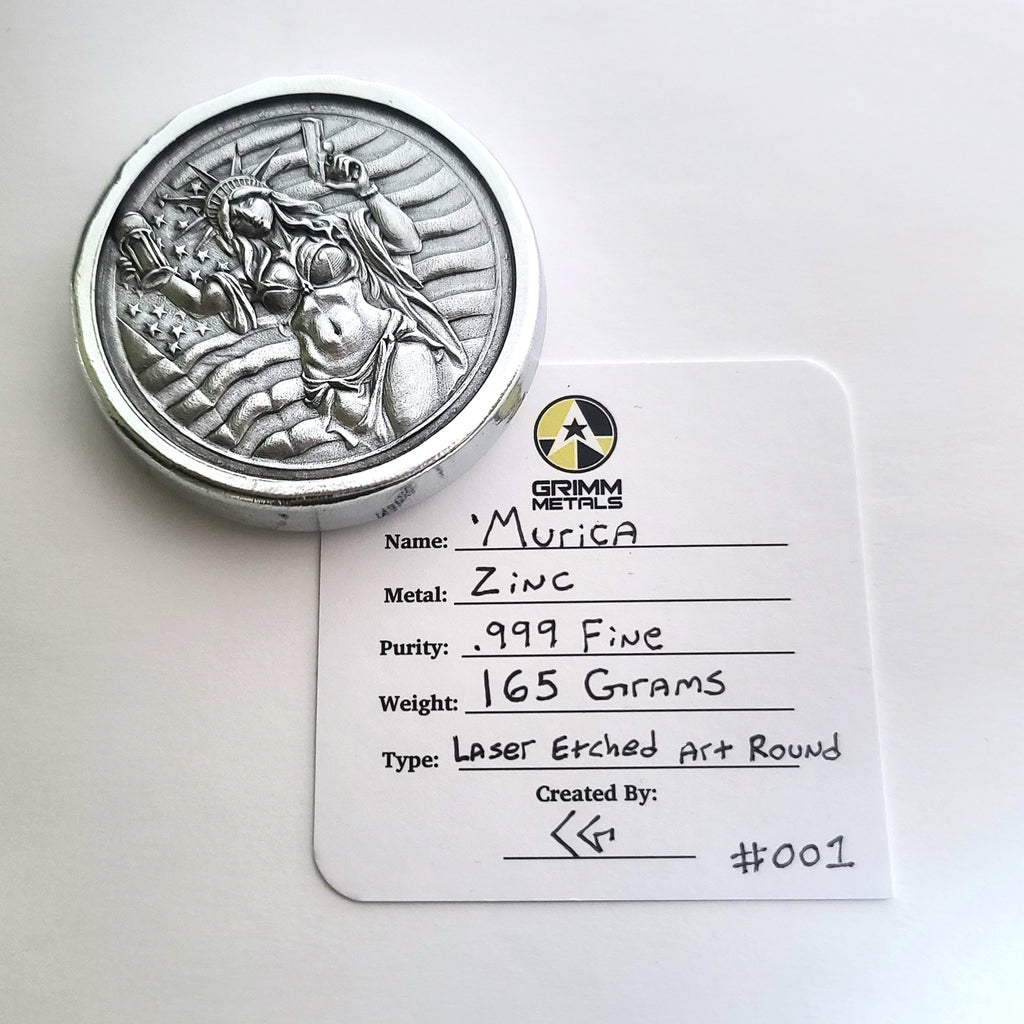 GRIMM
METALS
Name: 'Murica
Metal: Zinc
Purity: .999 Fine
Weight: 165 Grams
Type: Laser Etched Art Round
Created By:
CG
#001